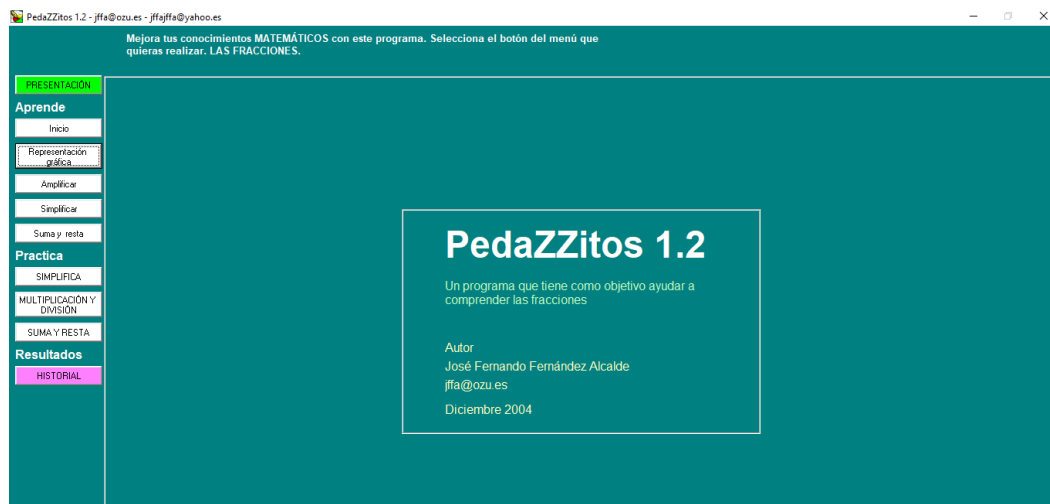 PedaZZitos 1.2 - jffa@ozu.es - jffajffa@yahoo.es
Mejora tus conocimientos MATEMÁTICOS con este programa. Selecciona el botón del menú que
quieras realizar. LAS FRACCIONES.
PRESENTACIÓN
Aprende
Inicio
Representación
gráfica
Amplificar
Simplificar
Suma y resta
Practica
SIMPLIFICA
MULTIPLICACIÓN Y
DIVISIÓN
SUMA Y RESTA
Resultados
HISTORIAL
PedaZZitos 1.2
Un programa que tiene como objetivo ayudar a
comprender las fracciones
Autor
José Fernando Fernández Alcalde
jffa@ozu.es
Diciembre 2004